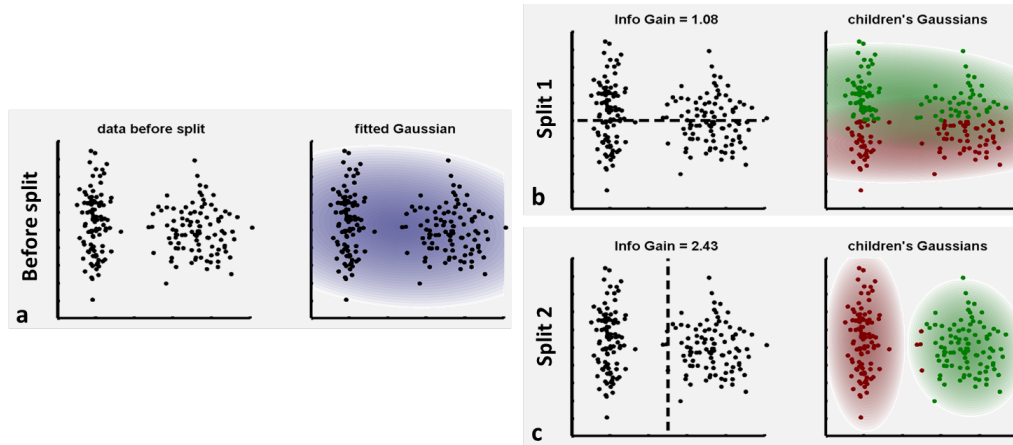 data before split
fitted Gaussian
Before split
a
Info Gain = 1.08
children's Gaussians
Split 1
b
Info Gain = 2.43
children's Gaussians
Split 2
c